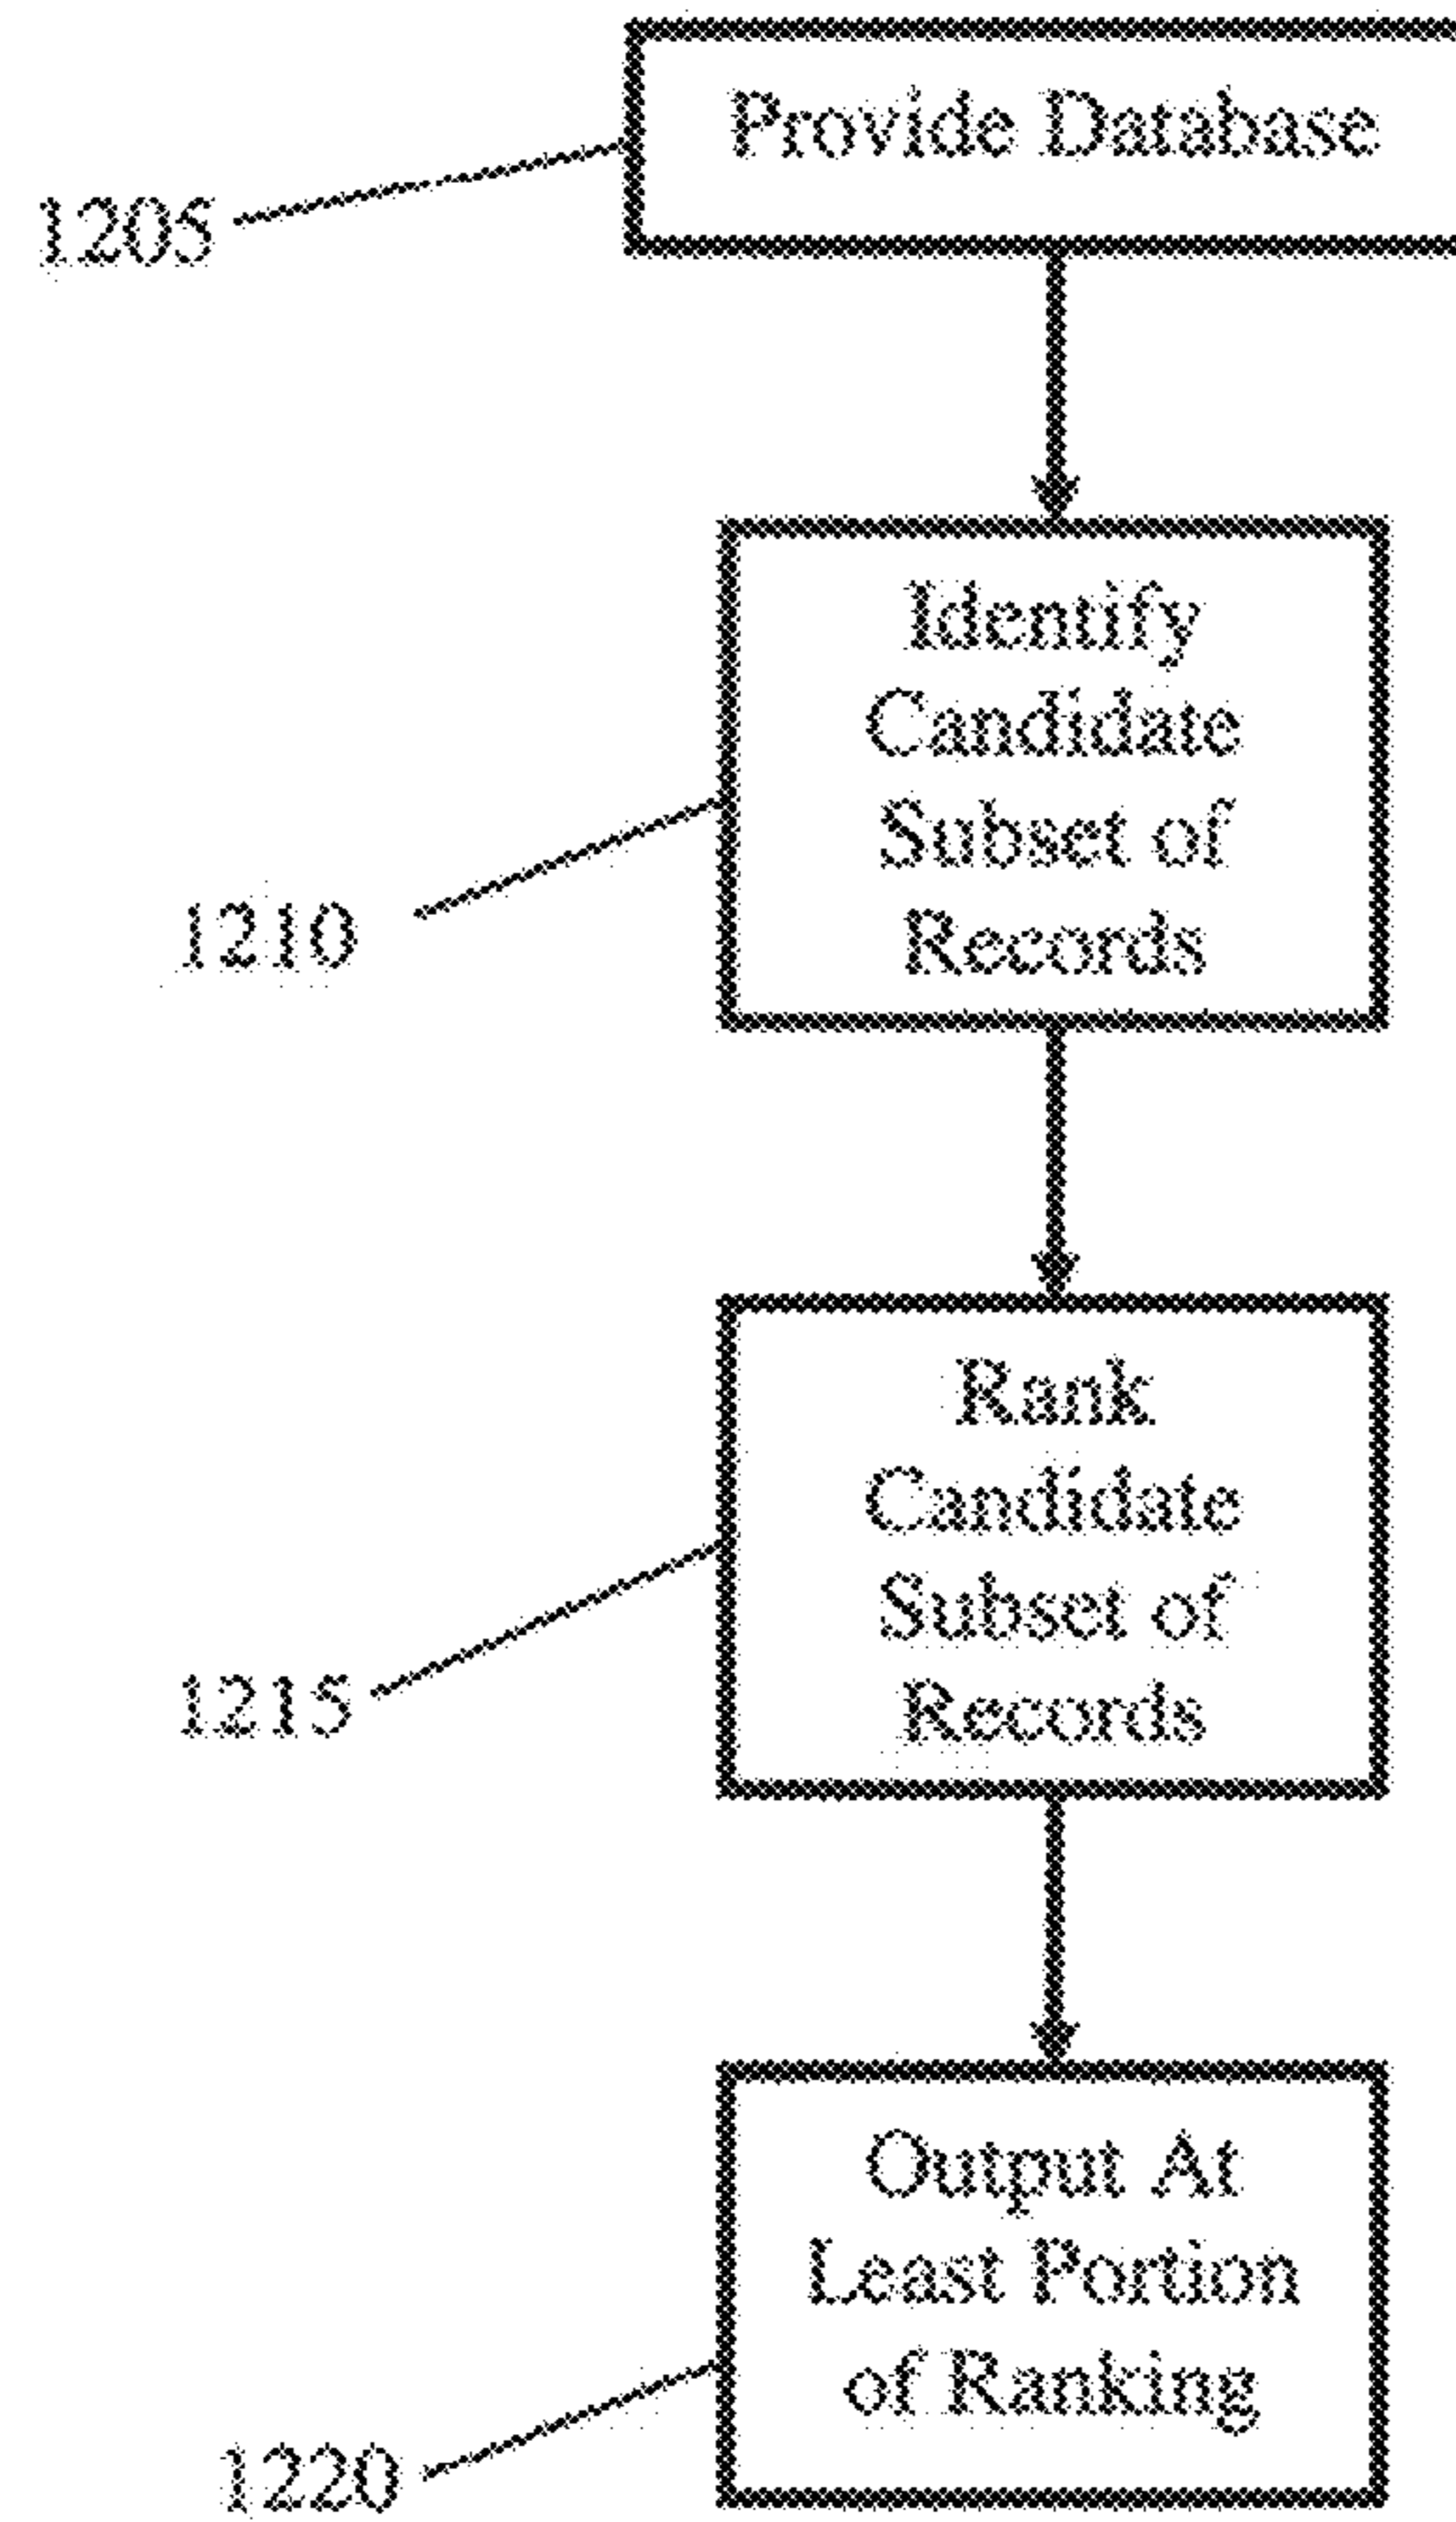 Provide Database
1205
Identify
Candidate
Subset of
Records
1210
Rank
Candidate
Subset of
Records
1215
Output At
Least Portion
of Ranking
1220